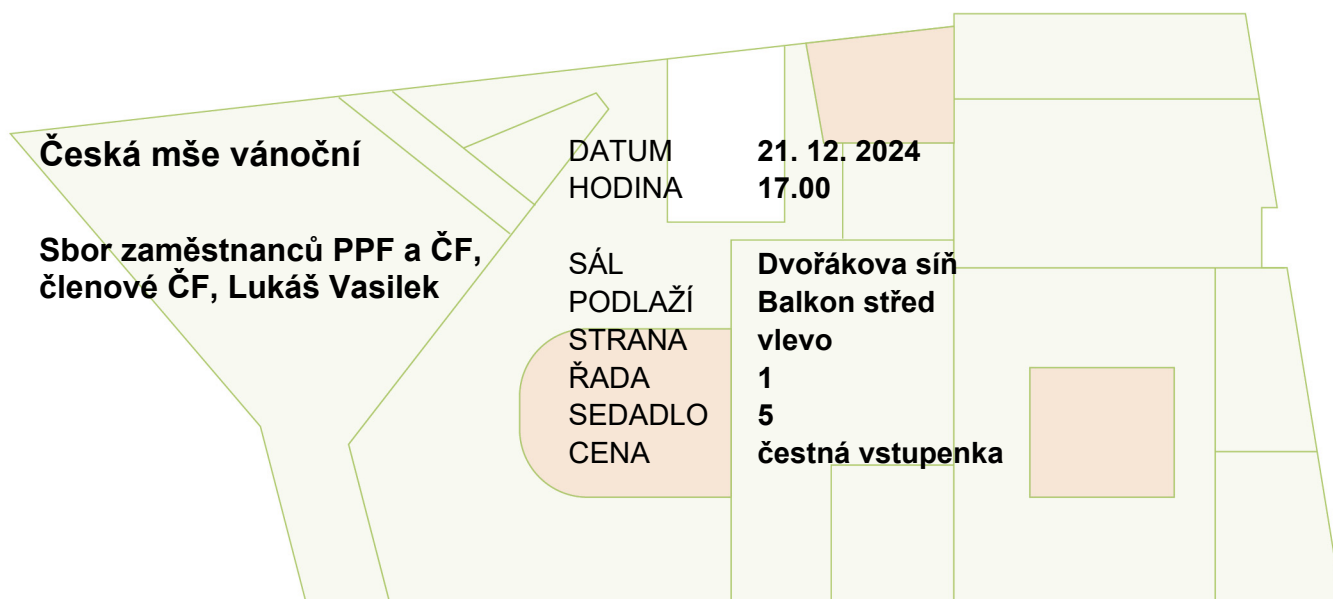 Česká mše vánoční
Sbor zaměstnanců PPF a ČF,
členové ČF, Lukáš Vasilek
DATUM 21. 12. 2024
HODINA 17.00
SÁL Dvořákova síň
PODLAŽÍ Balkon střed
STRANA vlevo
ŘADA 1
SEDADLO 5
CENA čestná vstupenka